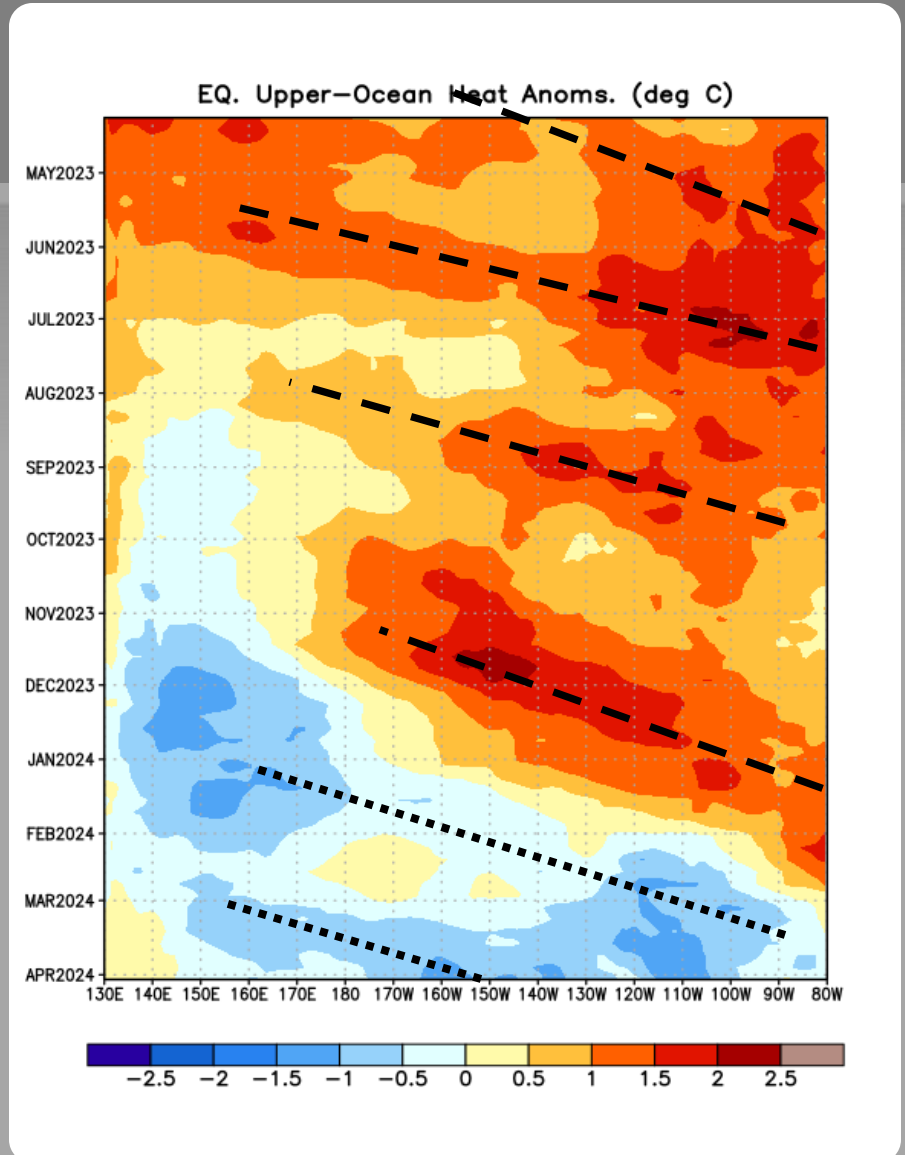 EQ. Upper-Ocean Heat Anoms. (deg C)
MAY2023
JUN2023
JUL2023
AUG2023
SEP2023
OCT2023
NOV2023
DEC2023
JAN2024
FEB2024
MAR2024
APR2024
130E 140E 150E 160E 170E 180 170W 160W 150W 140W 130W 120W 110W 100W 90W 80W
-2.5 -2 -1.5 -1 -0.5 0 0.5 1 1.5 2 2.5